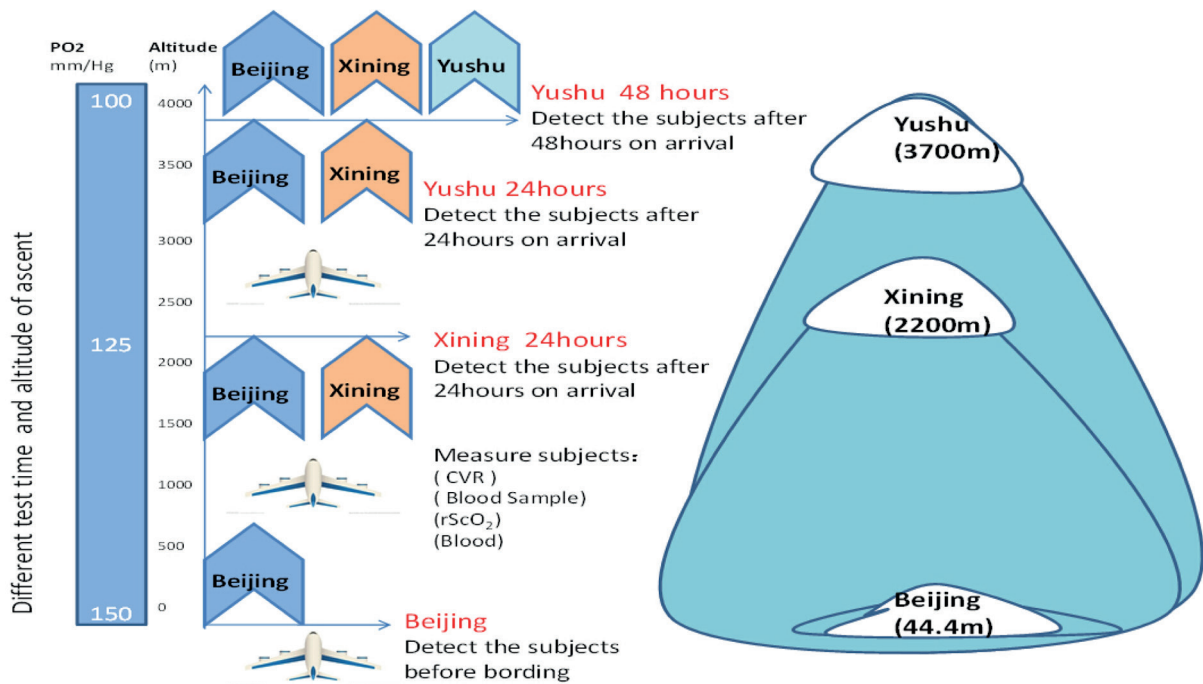 Different test time and altitude of ascent
PO2
mm/Hg
100
125
150
Altitude
(m)
4000
3500
3000
2500
2000
1500
1000
500
0
Beijing
Xining
Yushu
Yushu 48 hours
Detect the subjects after
48hours on arrival
Beijing
Xining
Yushu 24hours
Detect the subjects after
24hours on arrival
Xining 24hours
Detect the subjects after
24hours on arrival
Beijing
Xining
Measure subjects:
( CVR )
( Blood Sample)
(rScO₂)
(Blood)
Beijing
Beijing
Detect the subjects
before bording
Yushu
(3700m)
Xining
(2200m)
Beijing
(44.4m)